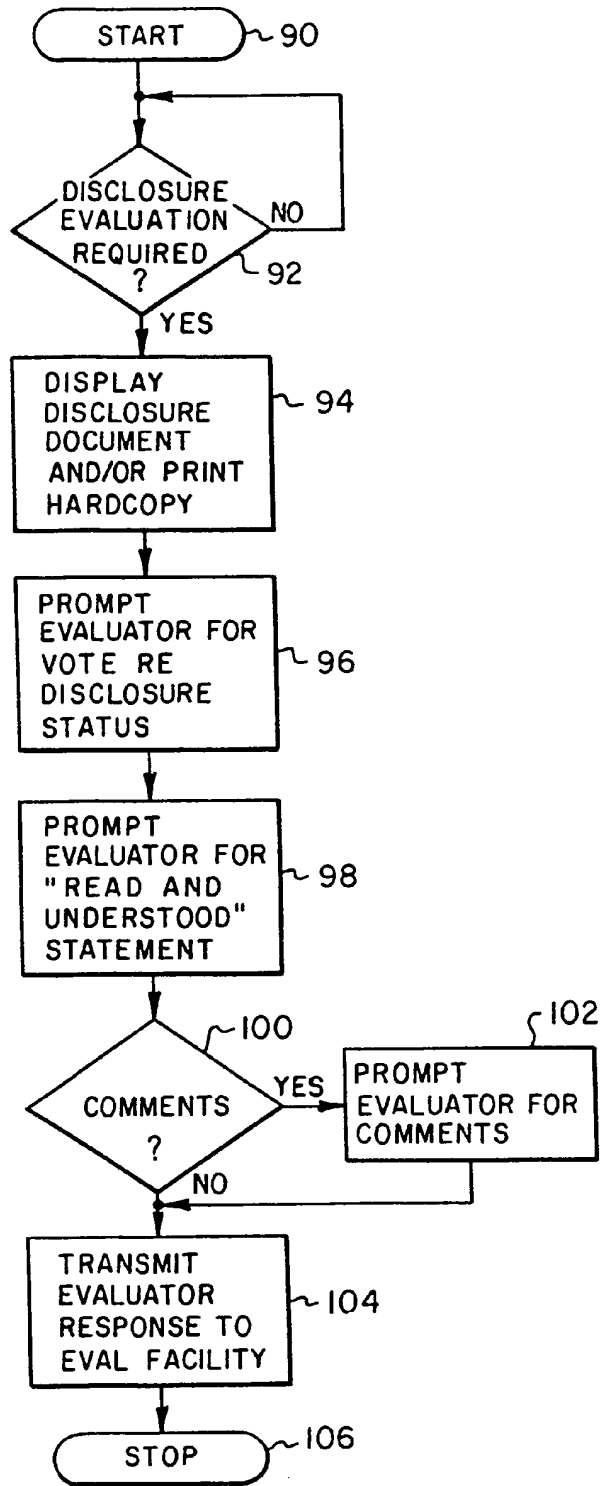 START
90
DISCLOSURE
EVALUATION
REQUIRED
?
NO
92
YES
DISPLAY
DISCLOSURE
DOCUMENT
AND/OR PRINT
HARDCOPY
94
PROMPT
EVALUATOR FOR
VOTE RE
DISCLOSURE
STATUS
96
PROMPT
EVALUATOR FOR
"READ AND
UNDERSTOOD"
STATEMENT
98
100
COMMENTS
?
YES
NO
102
PROMPT
EVALUATOR FOR
COMMENTS
TRANSMIT
EVALUATOR
RESPONSE TO
EVAL FACILITY
104
STOP
106